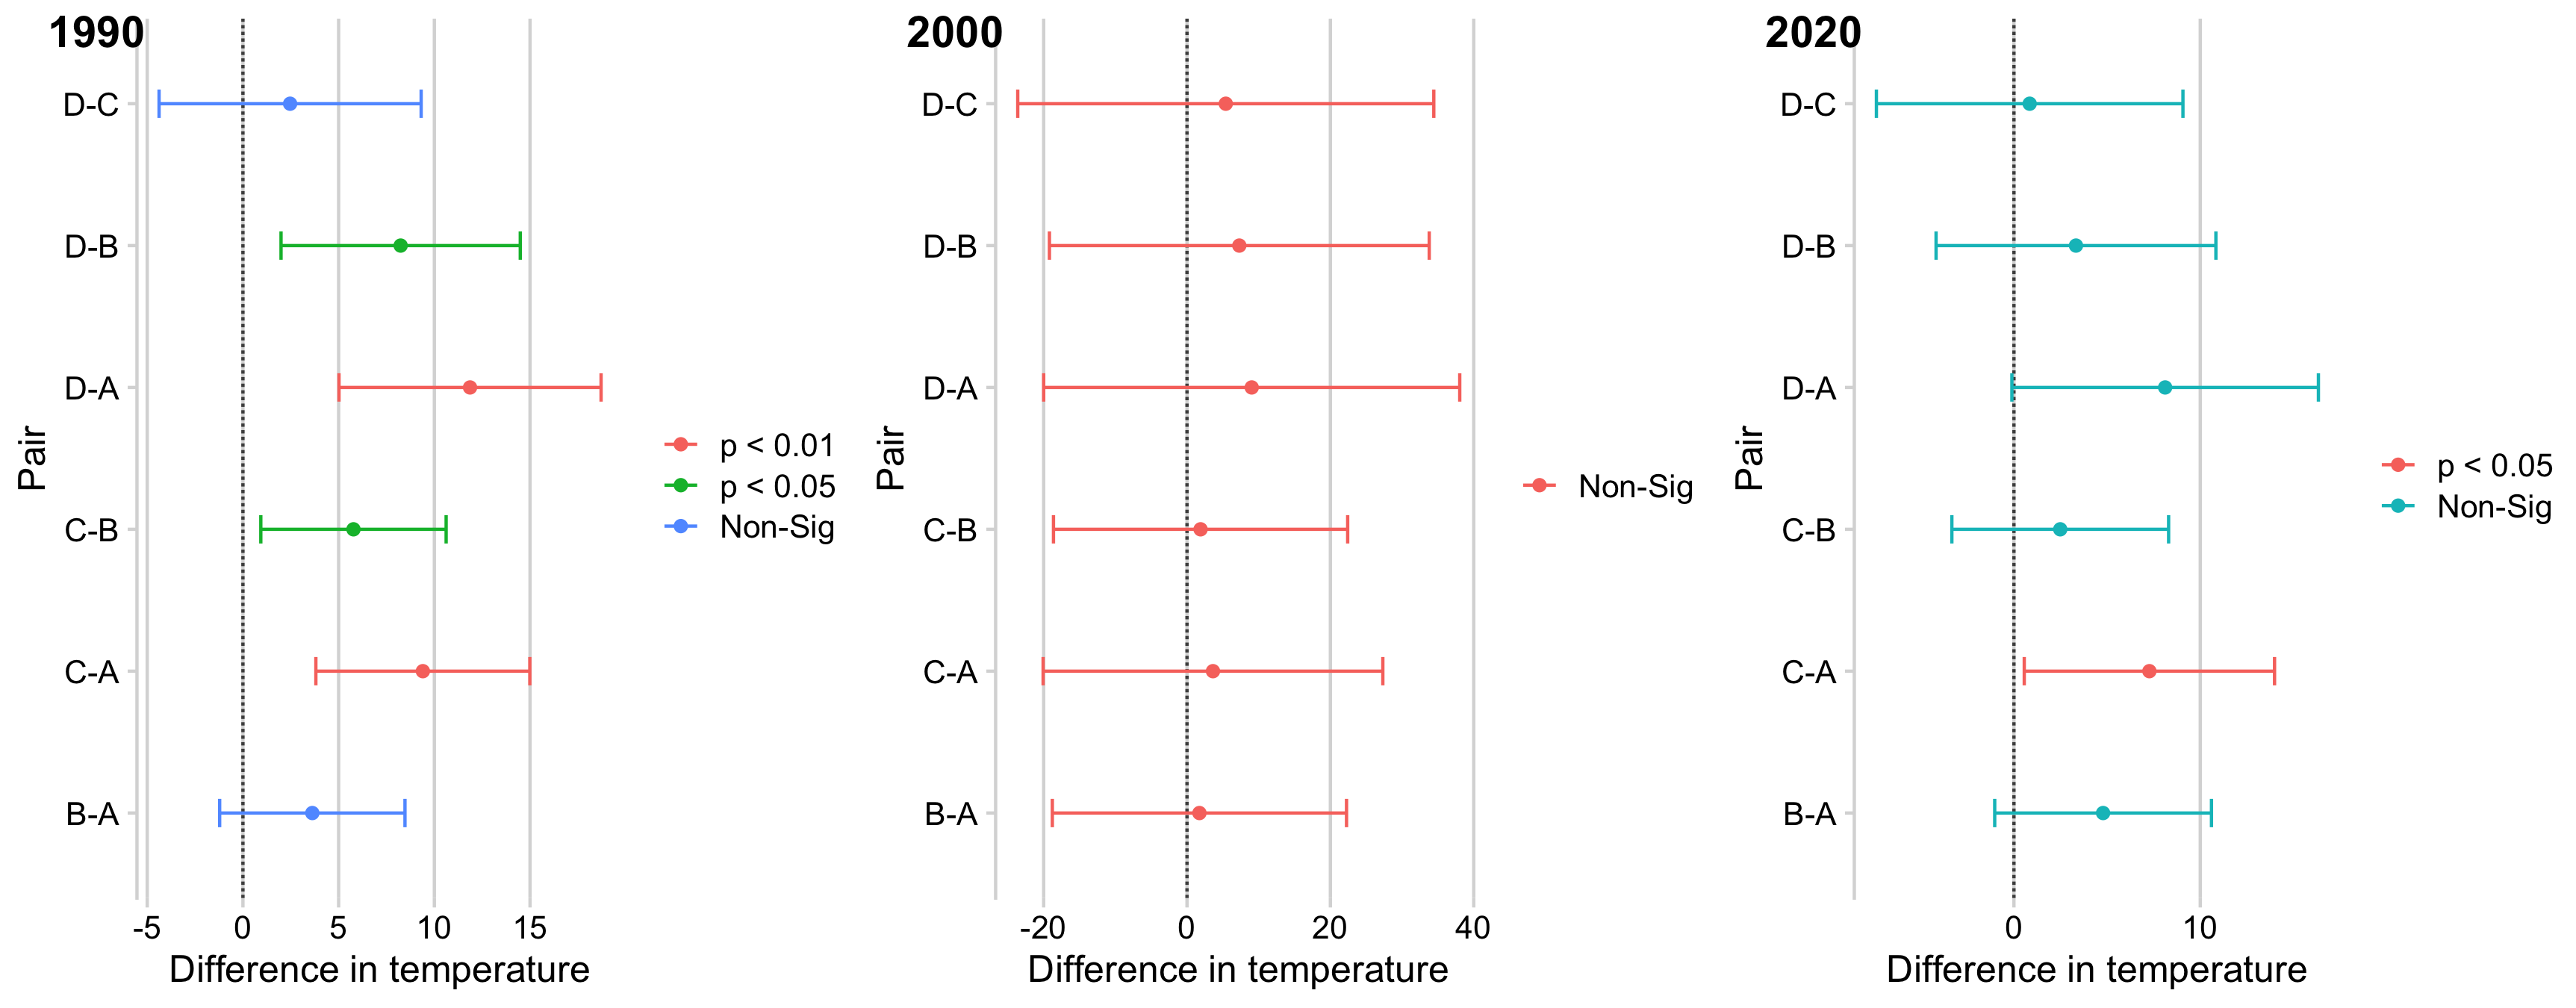 1990
D-C
D-B
D-A
C-B
C-A
B-A
Pair
-5 0 5 10 15
Difference in temperature
p < 0.01
p < 0.05
Non-Sig
2000
D-C
D-B
D-A
C-B
C-A
B-A
Pair
-20 0 20 40
Difference in temperature
Non-Sig
2020
D-C
D-B
D-A
C-B
C-A
B-A
Pair
0 10
Difference in temperature
p < 0.05
Non-Sig